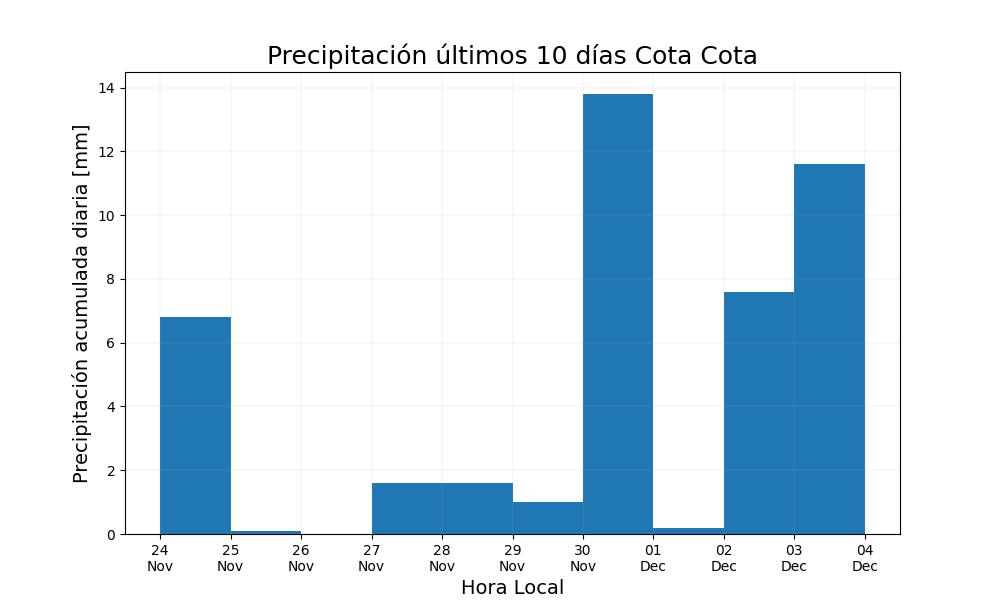 Precipitación últimos 10 días Cota Cota
Precipitación acumulada diaria [mm]
14
12
10
8
6
4
2
0
24 25 26 27 28 29 30 01 02 03 04
Nov Nov Nov Nov Nov Nov Nov Dec Dec Dec Dec
Hora Local